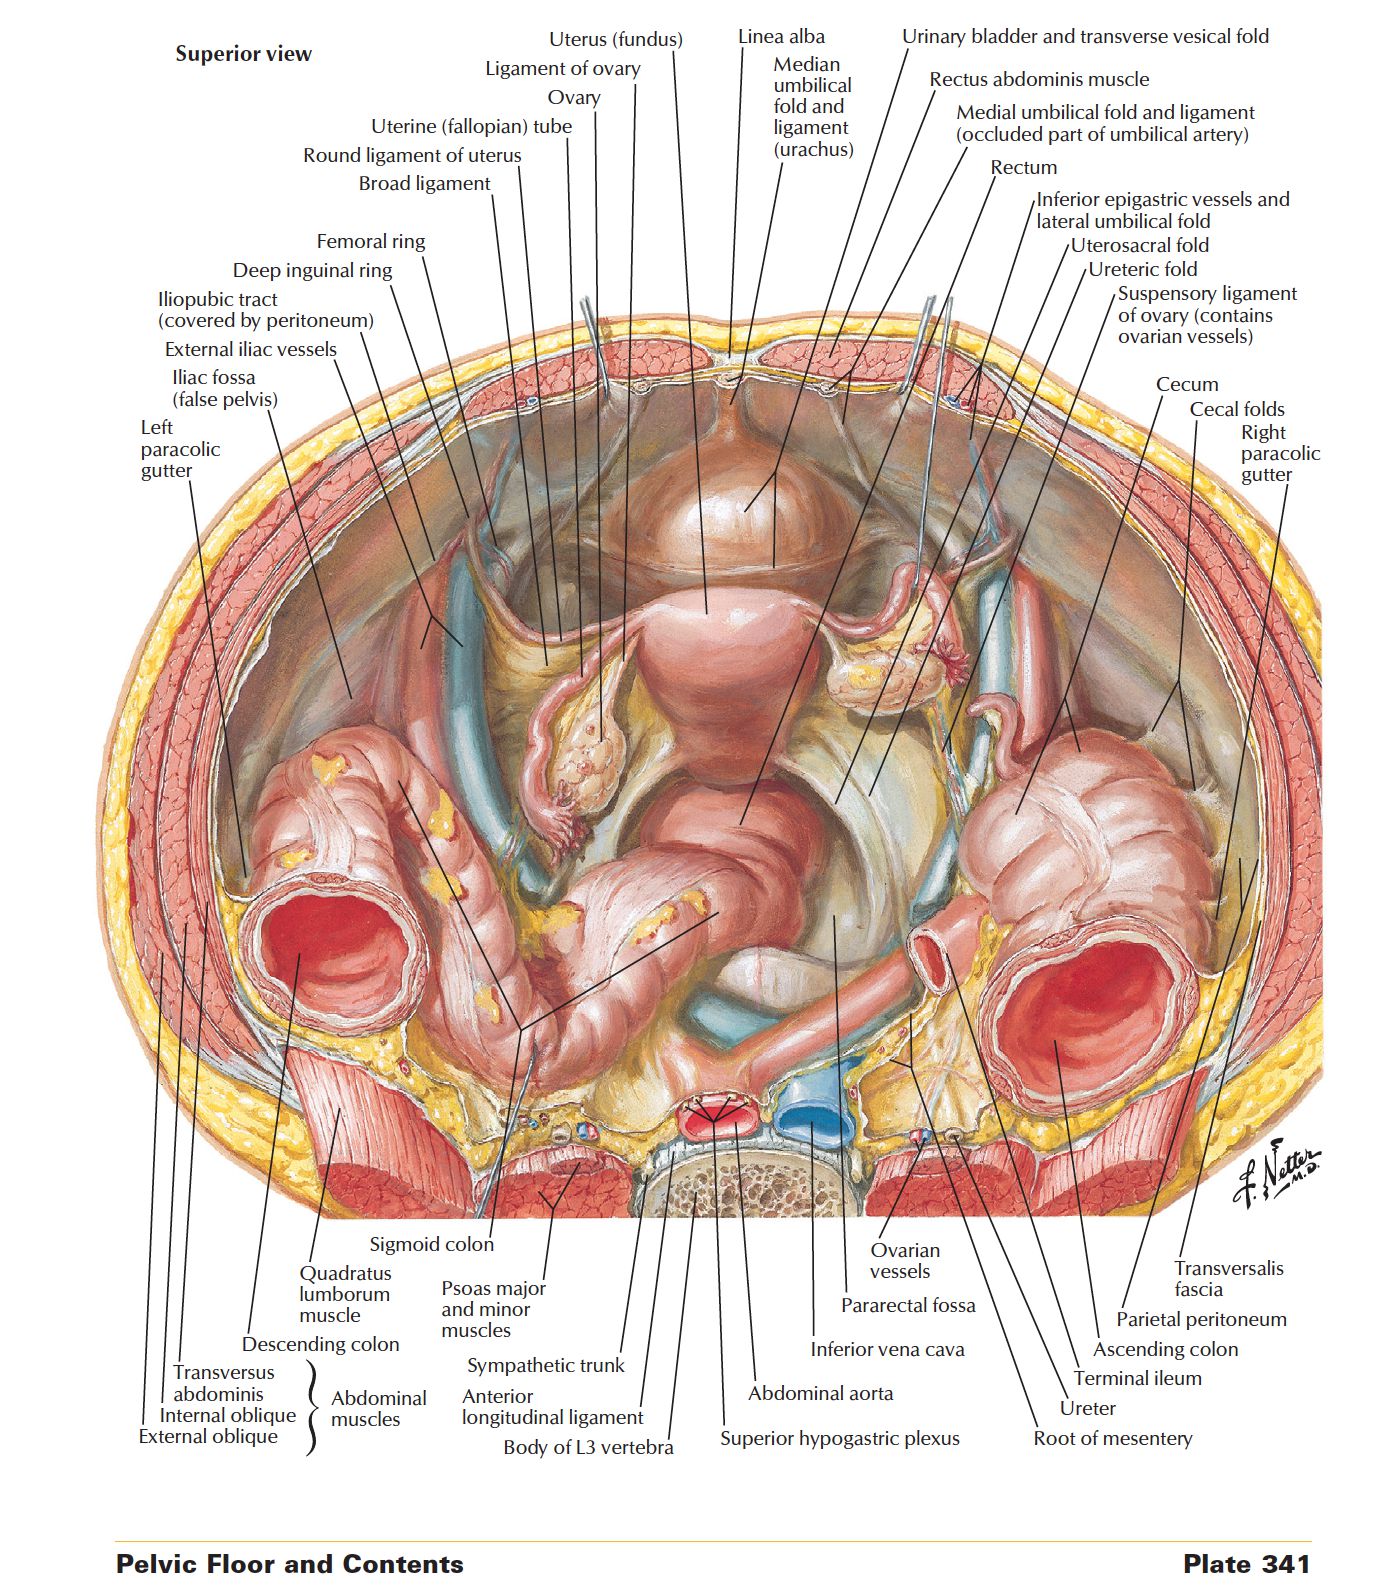 Superior view
Uterus (fundus)
Ligament of ovary
Ovary
Uterine (fallopian) tube
Round ligament of uterus
Broad ligament
Femoral ring
Deep inguinal ring
Iliopubic tract
(covered by peritoneum)
External iliac vessels
Iliac fossa
(false pelvis)
Left
paracolic
gutter
Linea alba
Median
umbilical
fold and
ligament
(urachus)
Urinary bladder and transverse vesical fold
Rectus abdominis muscle
Medial umbilical fold and ligament
(occluded part of umbilical artery)
Rectum
Inferior epigastric vessels and
lateral umbilical fold
Uterosacral fold
Ureteric fold
Suspensory ligament
of ovary (contains
ovarian vessels)
Cecum
Cecal folds
Right
paracolic
gutter
F. Netter
M.D.
Sigmoid colon
Quadratus
lumborum
muscle
Descending colon
Transversus
abdominis
Internal oblique
External oblique
Abdominal
muscles
Psoas major
and minor
muscles
Sympathetic trunk
Anterior
longitudinal ligament
Body of L3 vertebra
Ovarian
vessels
Pararectal fossa
Inferior vena cava
Abdominal aorta
Superior hypogastric plexus
Transversalis
fascia
Parietal peritoneum
Ascending colon
Terminal ileum
Ureter
Root of mesentery
Pelvic Floor and Contents
Plate 341